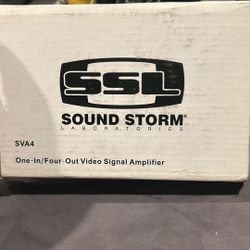 SSL
SOUND STORM®
LABORATORIES
SVA4
One-In/Four-Out Video Signal Amplifier